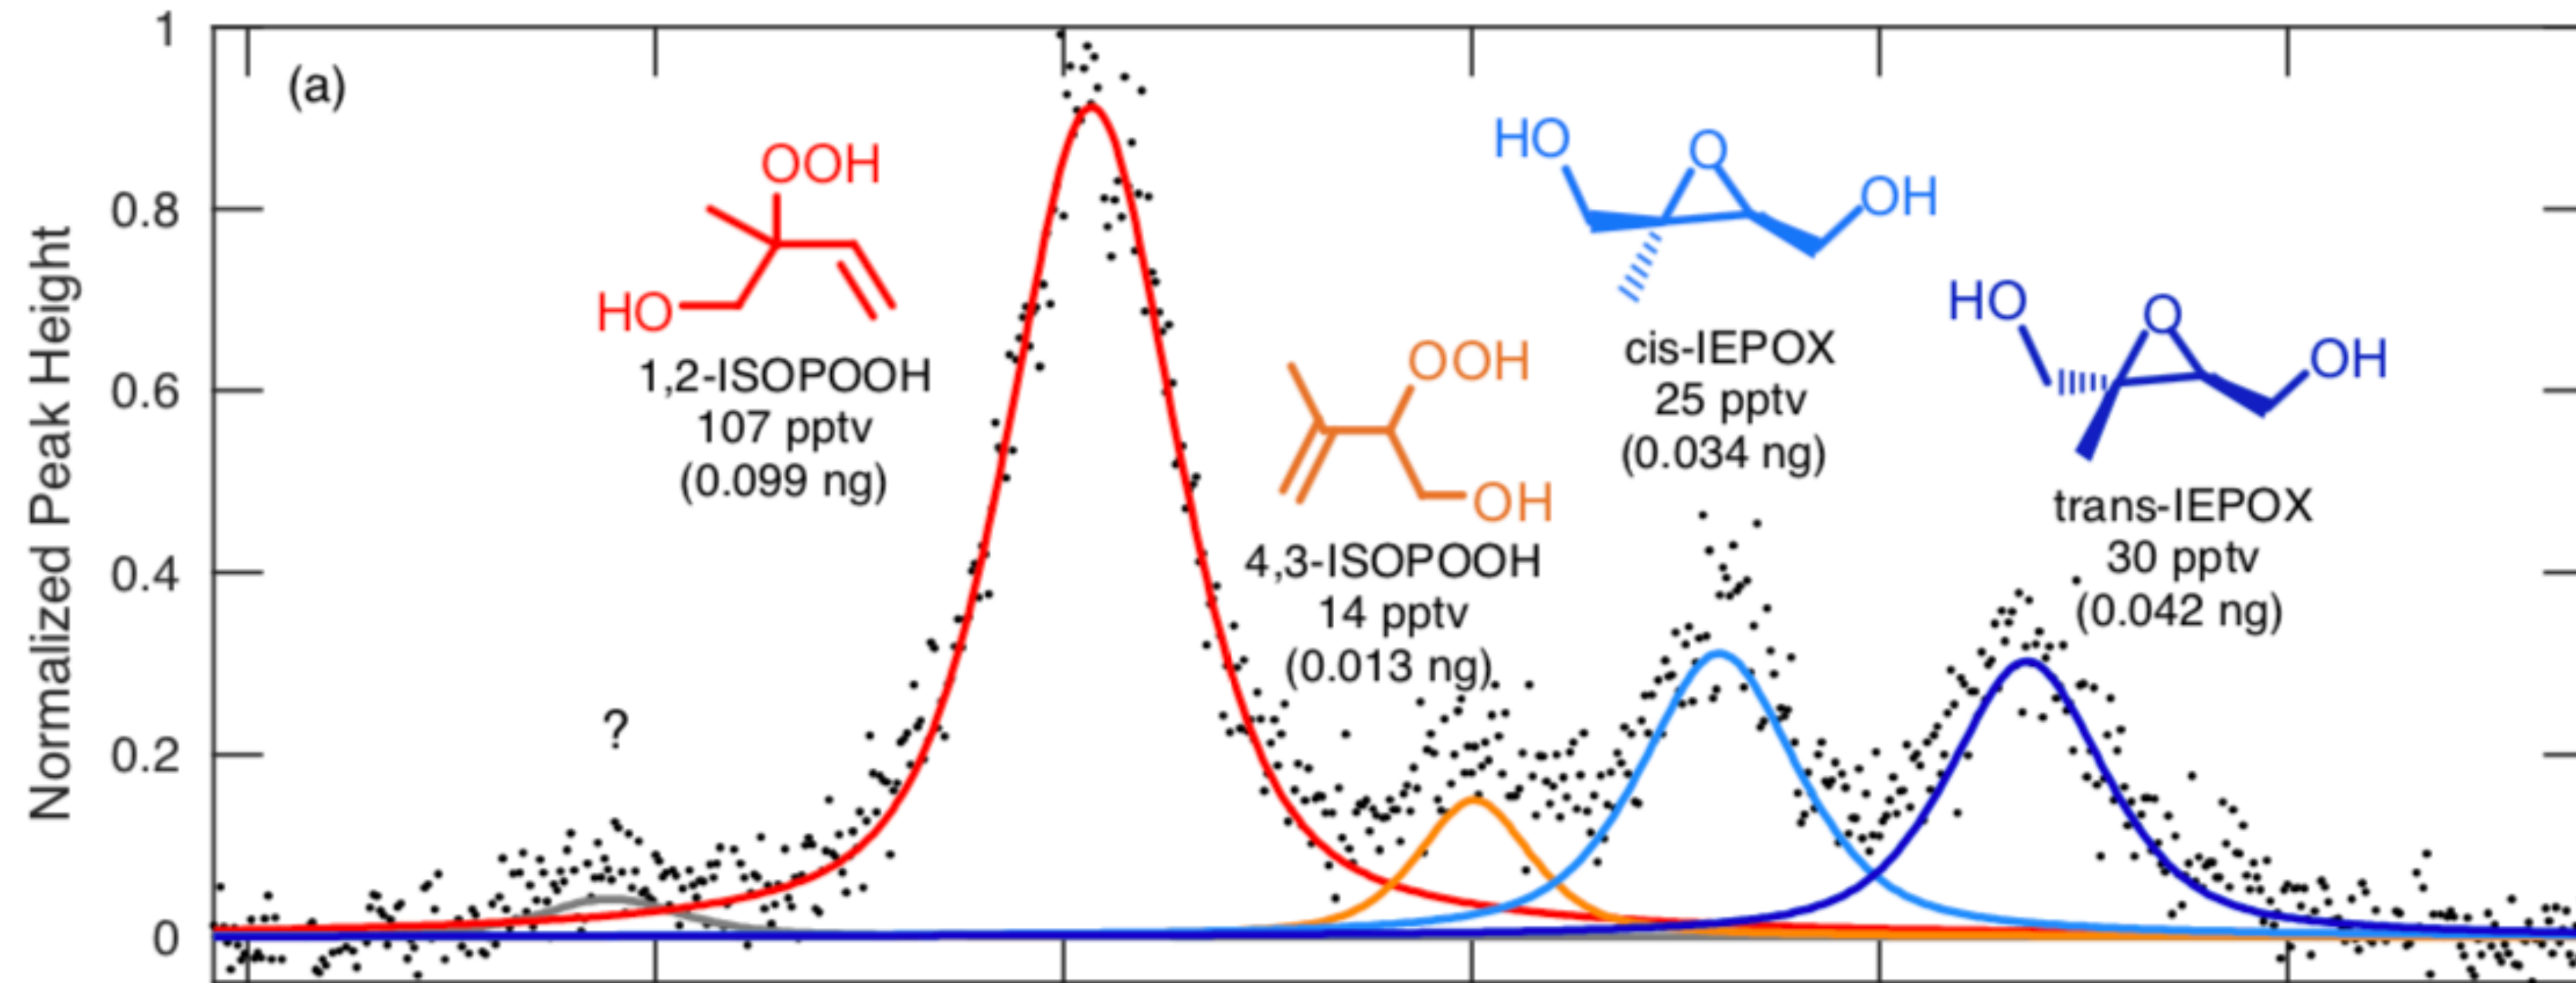 (a)
Normalized Peak Height
1
0.8
0.6
0.4
0.2
0
?
OOH
HO
1,2-ISOPOOH
107 pptv
(0.099 ng)
OOH
OH
4,3-ISOPOOH
14 pptv
(0.013 ng)
HO
O
OH
cis-IEPOX
25 pptv
(0.034 ng)
HO
O
OH
trans-IEPOX
30 pptv
(0.042 ng)